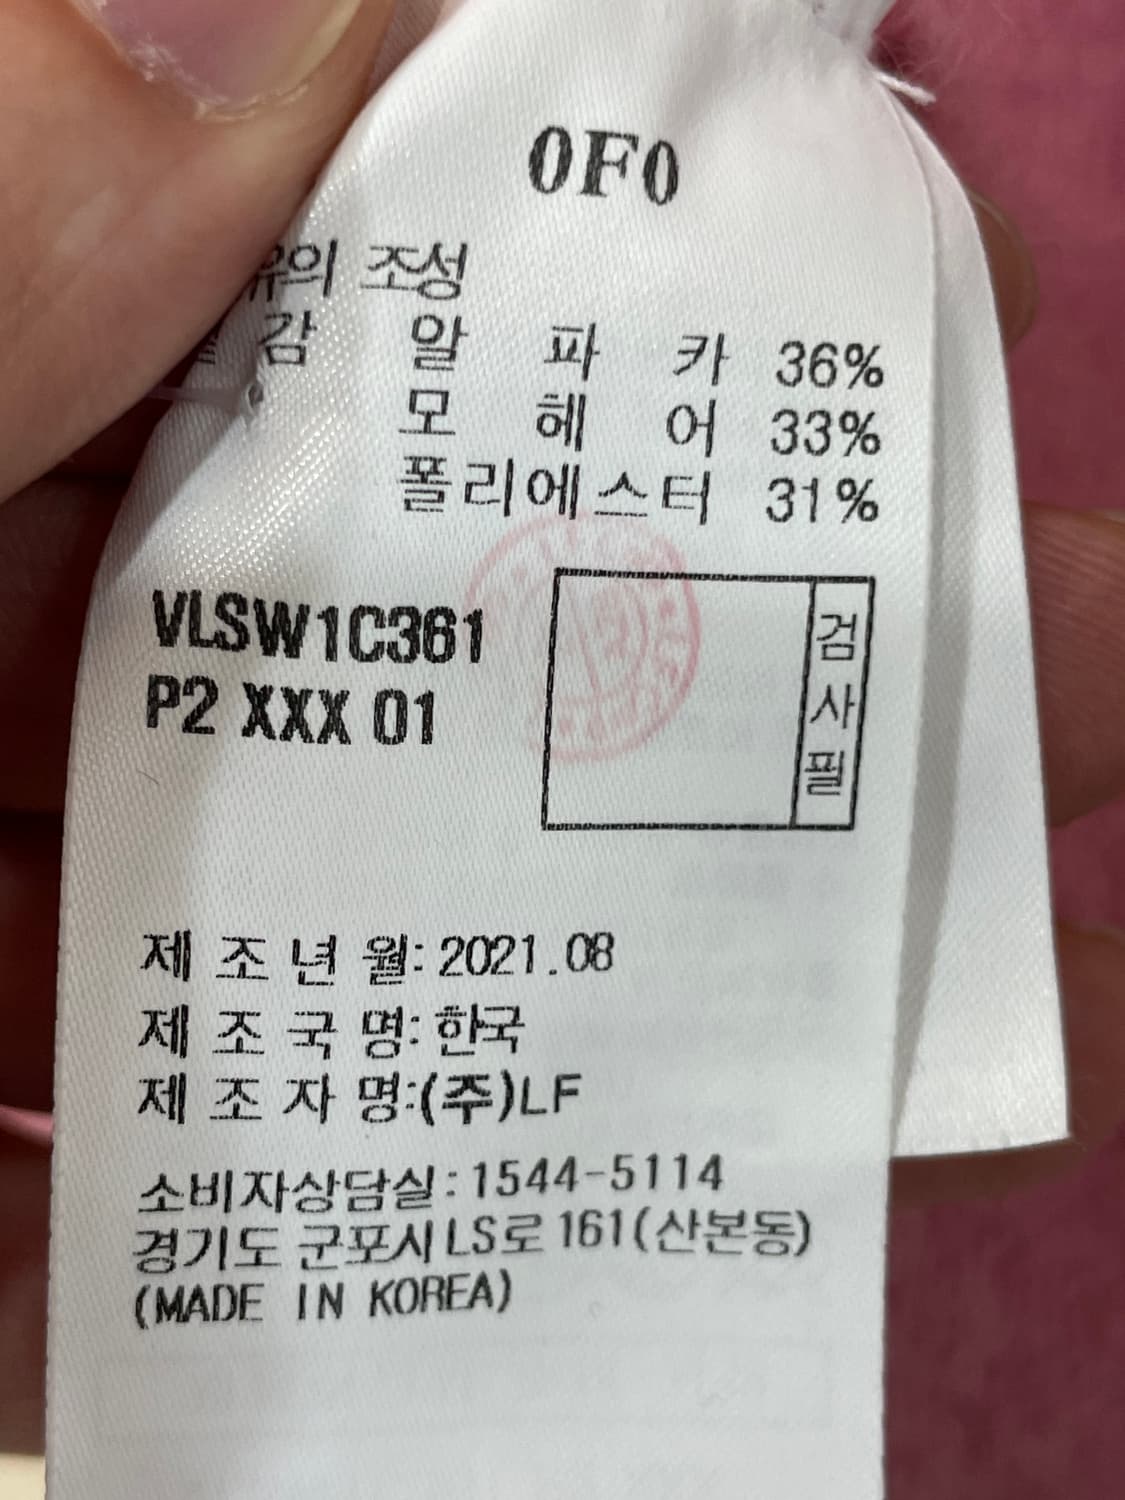 0F0
유의 조성
감 알 파 카 36%
모 헤 어 33%
폴리에스터 31%
VLSW1C361
P2 XXX 01
검
사
필
제 조 년 월: 2021.08
제 조 국 명: 한국
제 조 자 명:(주)LF
소비자상담실:1544-5114
경기도 군포시 LS로 161(산본동)
(MADE IN KOREA)